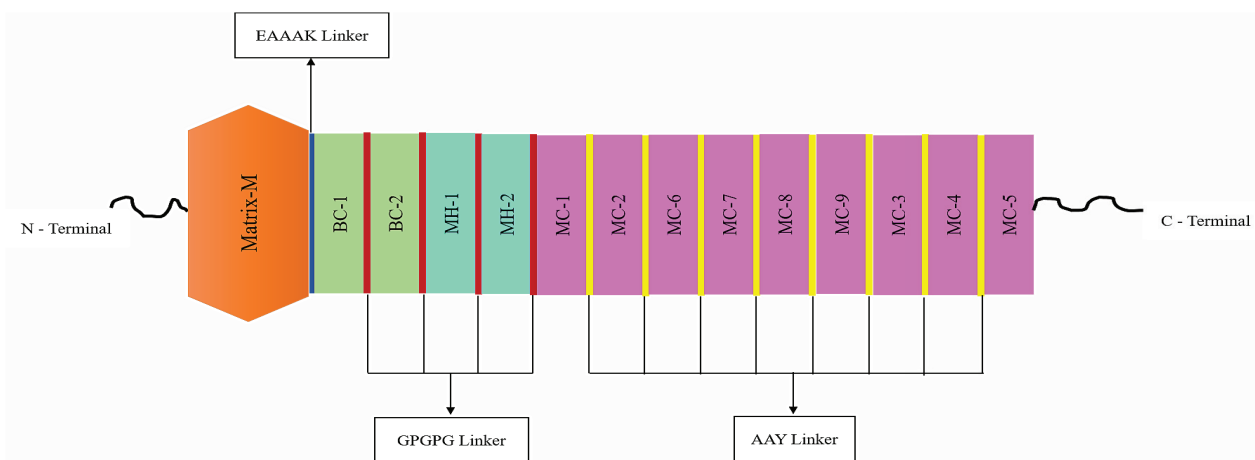 EAAAK Linker
N - Terminal
Matrix-M
BC-1
BC-2
MH-1
MH-2
MC-1
MC-2
MC-6
MC-7
MC-8
MC-9
MC-3
MC-4
MC-5
C - Terminal
GPGPG Linker
AAY Linker